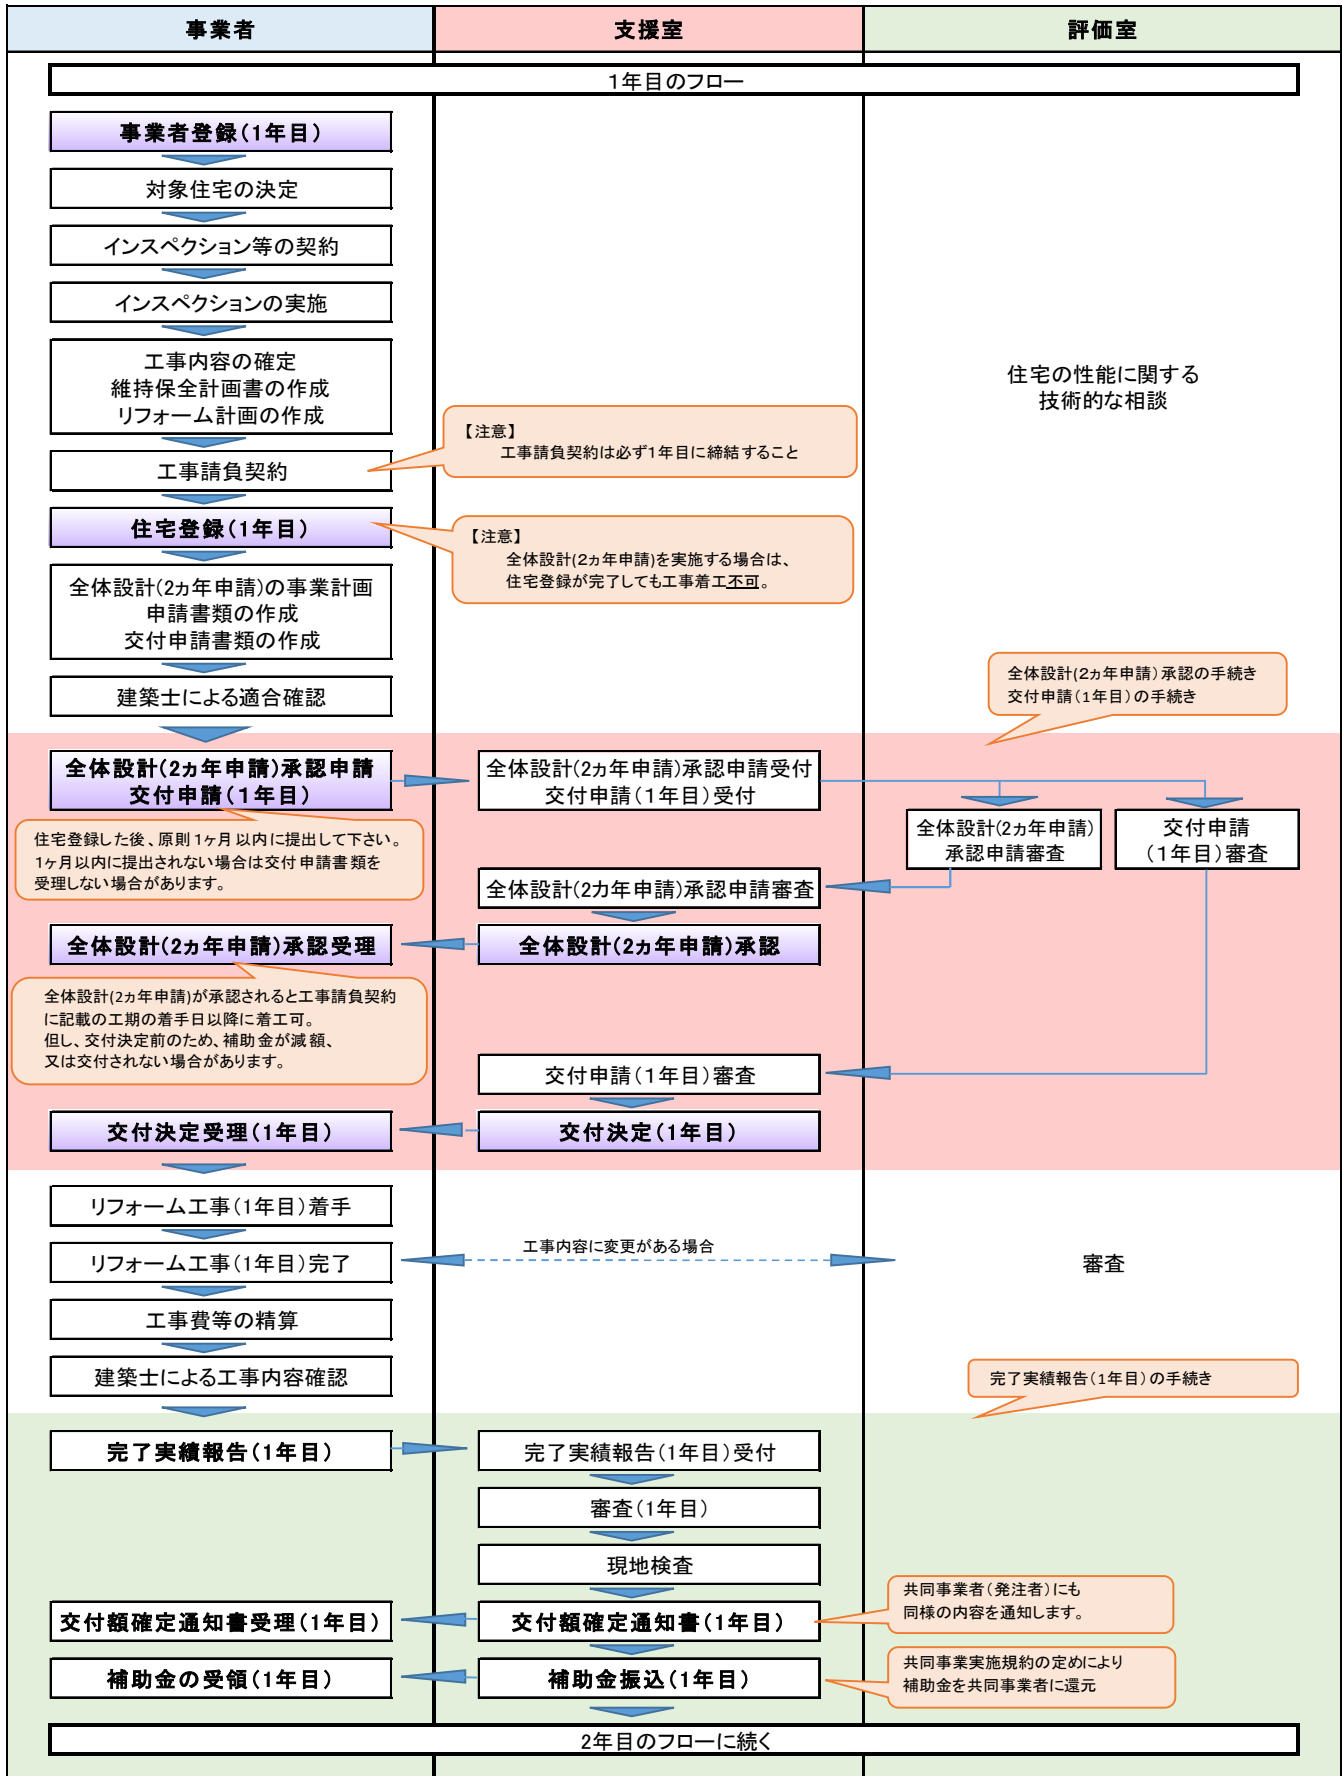 事業者
支援室
評価室
1年目のフロー
事業者登録(1年目)
対象住宅の決定
インスペクション等の契約
インスペクションの実施
工事内容の確定
維持保全計画書の作成
リフォーム計画の作成
住宅の性能に関する
技術的な相談
【注意】
工事請負契約は必ず1年目に締結すること
工事請負契約
住宅登録(1年目)
【注意】
全体設計(2ヵ年申請)を実施する場合は、
住宅登録が完了しても工事着工不可。
全体設計(2ヵ年申請)の事業計画
申請書類の作成
交付申請書類の作成
建築士による適合確認
全体設計(2ヵ年申請)承認の手続き
交付申請(1年目)の手続き
全体設計(2ヵ年申請)承認申請
交付申請(1年目)
全体設計(2ヵ年申請)承認申請受付
交付申請(1年目)受付
全体設計(2ヵ年申請)
承認申請審査
交付申請
(1年目)審査
住宅登録した後、原則1ヶ月以内に提出して下さい。
1ヶ月以内に提出されない場合は交付申請書類を
受理しない場合があります。
全体設計(2カ年申請)承認申請審査
全体設計(2ヵ年申請)承認受理
全体設計(2ヵ年申請)承認
全体設計(2ヵ年申請)が承認されると工事請負契約
に記載の工期の着手日以降に着工可。
但し、交付決定前のため、補助金が減額、
又は交付されない場合があります。
交付申請(1年目)審査
交付決定受理(1年目)
交付決定(1年目)
リフォーム工事(1年目)着手
リフォーム工事(1年目)完了
工事内容に変更がある場合
審査
工事費等の精算
建築士による工事内容確認
完了実績報告(1年目)の手続き
完了実績報告(1年目)
完了実績報告(1年目)受付
審査(1年目)
現地検査
交付額確定通知書受理(1年目)
交付額確定通知書(1年目)
共同事業者(発注者)にも
同様の内容を通知します。
補助金の受領(1年目)
補助金振込(1年目)
共同事業実施規約の定めにより
補助金を共同事業者に還元
2年目のフローに続く